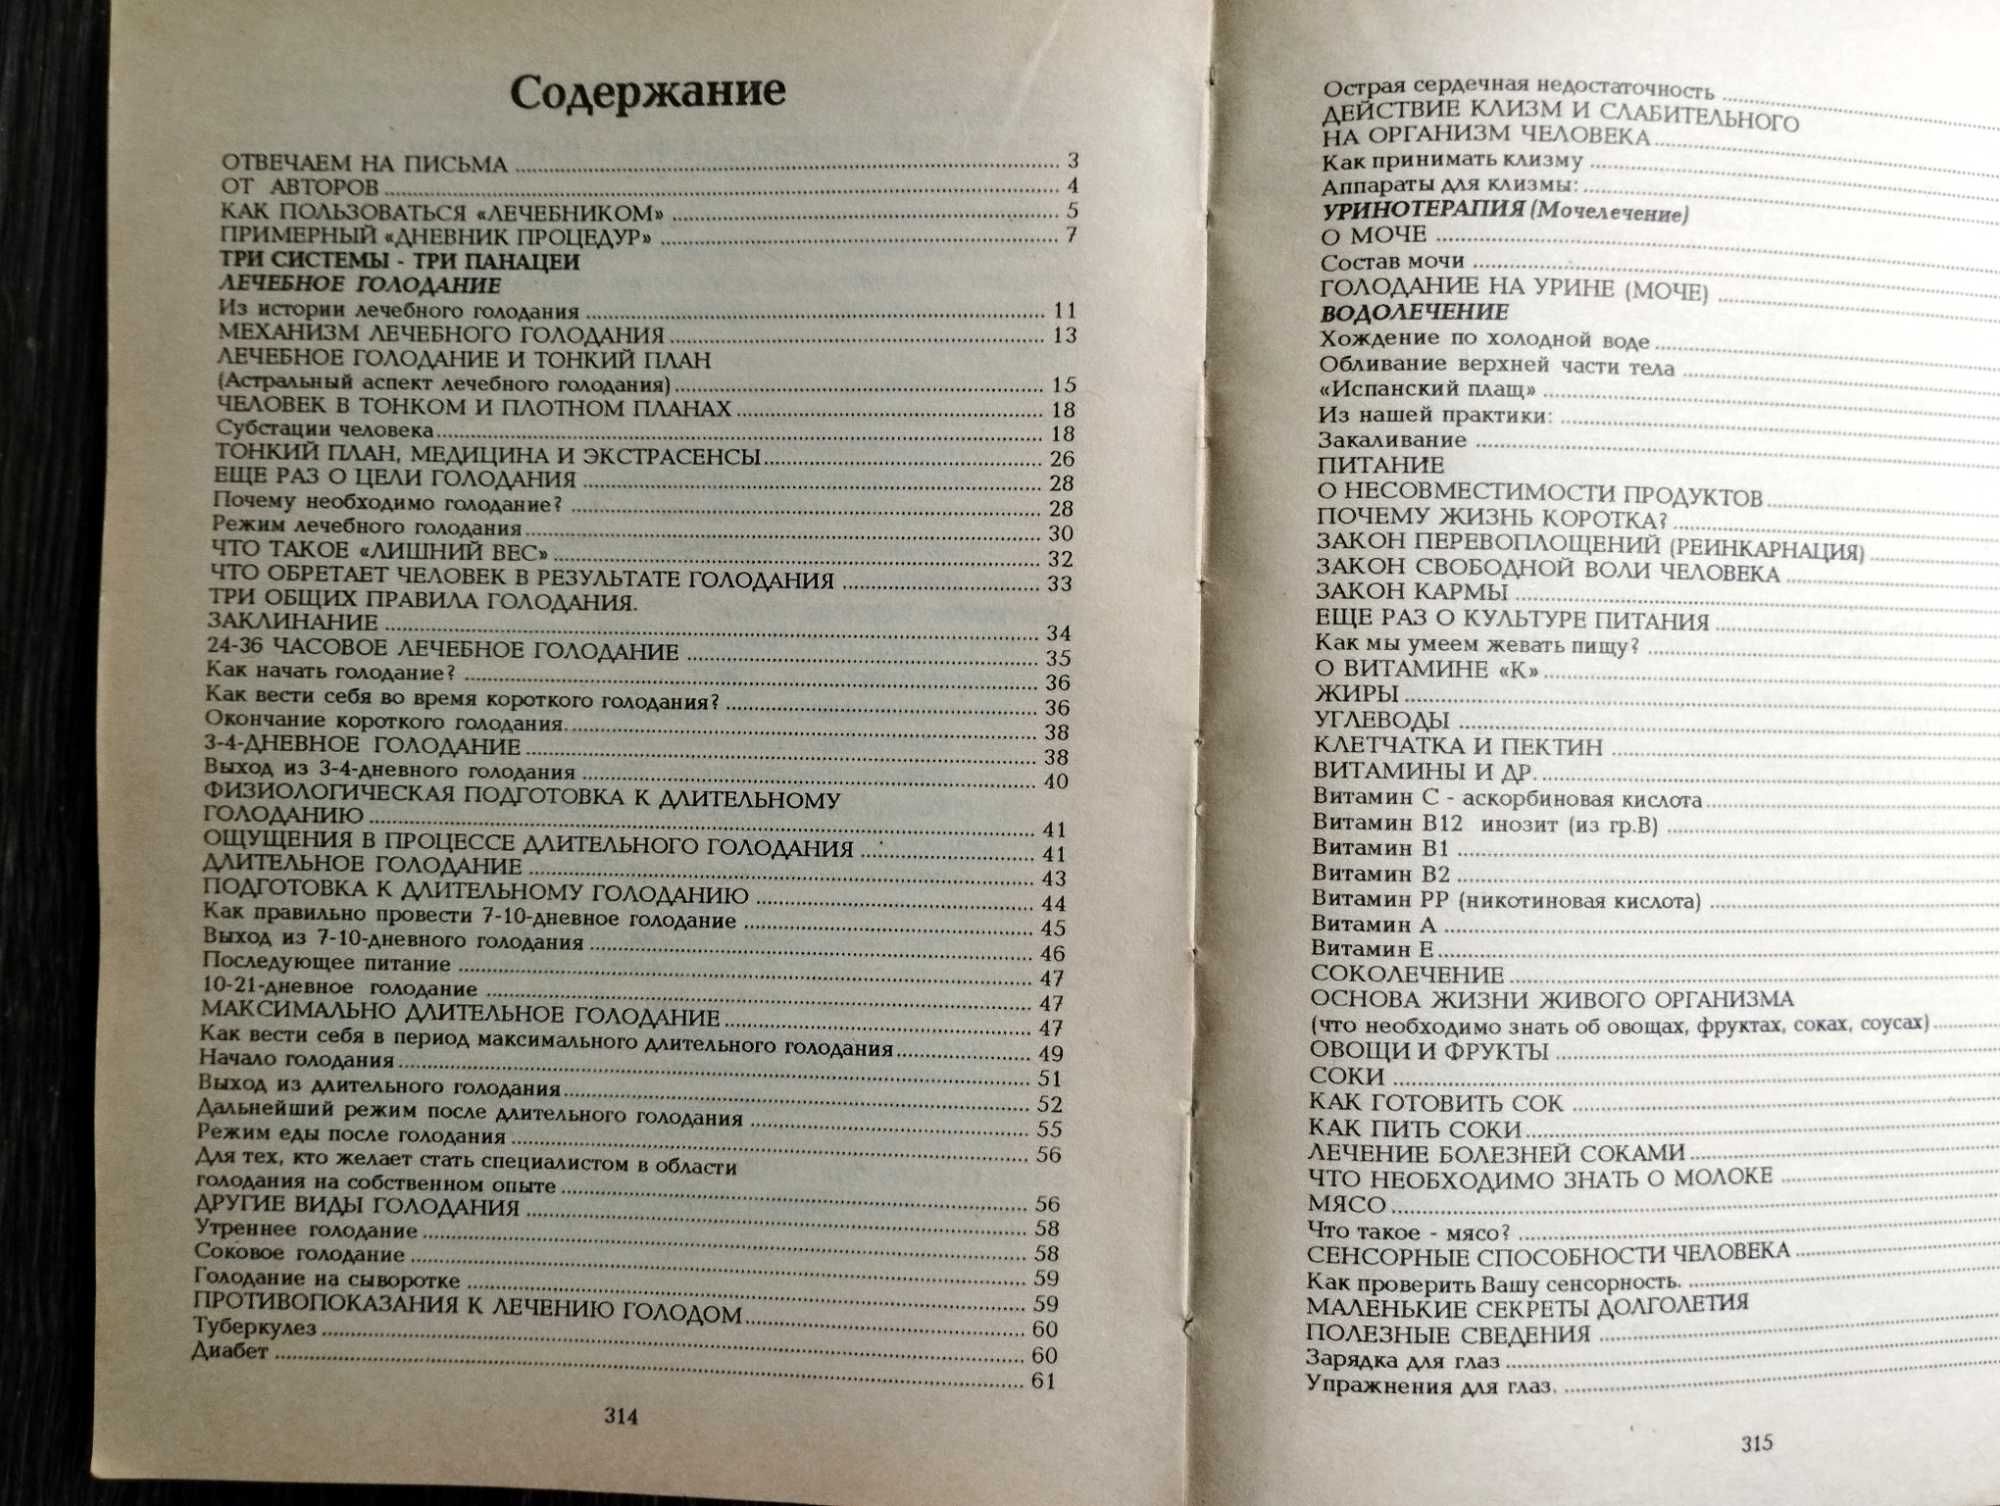 Содержание
ОТВЕЧАЕМ НА ПИСЬМА 3
ОТ АВТОРОВ 4
КАК ПОЛЬЗОВАТЬСЯ «ЛЕЧЕБНИКОМ» 5
ПРИМЕРНЫЙ «ДНЕВНИК ПРОЦЕДУР» 7
ТРИ СИСТЕМЫ - ТРИ ПАНАЦЕИ
ЛЕЧЕБНОЕ ГОЛОДАНИЕ
Из истории лечебного голодания 11
МЕХАНИЗМ ЛЕЧЕБНОГО ГОЛОДАНИЯ 13
ЛЕЧЕБНОЕ ГОЛОДАНИЕ И ТОНКИЙ ПЛАН
(Астральный аспект лечебного голодания) 15
ЧЕЛОВЕК В ТОНКОМ И ПЛОТНОМ ПЛАНАХ 18
Субстации человека 18
ТОНКИЙ ПЛАН, МЕДИЦИНА И ЭКСТРАСЕНСЫ 26
ЕЩЕ РАЗ О ЦЕЛИ ГОЛОДАНИЯ 28
Почему необходимо голодание? 28
Режим лечебного голодания 30
ЧТО ТАКОЕ «ЛИШНИЙ ВЕС» 32
ЧТО ОБРЕТАЕТ ЧЕЛОВЕК В РЕЗУЛЬТАТЕ ГОЛОДАНИЯ 33
ТРИ ОБЩИХ ПРАВИЛА ГОЛОДАНИЯ.
ЗАКЛИНАНИЕ 34
24-36 ЧАСОВОЕ ЛЕЧЕБНОЕ ГОЛОДАНИЕ 35
Как начать голодание? 36
Как вести себя во время короткого голодания? 36
Окончание короткого голодания. 38
3-4-ДНЕВНОЕ ГОЛОДАНИЕ 38
Выход из 3-4-дневного голодания 40
ФИЗИОЛОГИЧЕСКАЯ ПОДГОТОВКА К ДЛИТЕЛЬНОМУ
ГОЛОДАНИЮ 41
ОЩУЩЕНИЯ В ПРОЦЕССЕ ДЛИТЕЛЬНОГО ГОЛОДАНИЯ 41
ДЛИТЕЛЬНОЕ ГОЛОДАНИЕ 43
ПОДГОТОВКА К ДЛИТЕЛЬНОМУ ГОЛОДАНИЮ 44
Как правильно провести 7-10-дневное голодание 45
Выход из 7-10-дневного голодания 46
Последующее питание 47
10-21-дневное голодание 47
МАКСИМАЛЬНО ДЛИТЕЛЬНОЕ ГОЛОДАНИЕ 47
Как вести себя в период максимального длительного голодания 49
Начало голодания 51
Выход из длительного голодания 52
Дальнейший режим после длительного голодания 55
Режим еды после голодания 56
Для тех, кто желает стать специалистом в области
голодания на собственном опыте 56
ДРУГИЕ ВИДЫ ГОЛОДАНИЯ 58
Утреннее голодание 58
Соковое голодание 59
Голодание на сыворотке 59
ПРОТИВОПОКАЗАНИЯ К ЛЕЧЕНИЮ ГОЛОДОМ 60
Туберкулез 60
Диабет 61
314
Острая сердечная недостаточность
ДЕЙСТВИЕ КЛИЗМ И СЛАБИТЕЛЬНОГО
НА ОРГАНИЗМ ЧЕЛОВЕКА
Как принимать клизму
Аппараты для клизмы:
УРИНОТЕРАПИЯ (Мочелечение)
О МОЧЕ
Состав мочи
ГОЛОДАНИЕ НА УРИНЕ (МОЧЕ)
ВОДОЛЕЧЕНИЕ
Хождение по холодной воде
Обливание верхней части тела
«Испанский плащ»
Из нашей практики:
Закаливание
ПИТАНИЕ
О НЕСОВМЕСТИМОСТИ ПРОДУКТОВ
ПОЧЕМУ ЖИЗНЬ КОРОТКА?
ЗАКОН ПЕРЕВОПЛОЩЕНИЙ (РЕИНКАРНАЦИЯ)
ЗАКОН СВОБОДНОЙ ВОЛИ ЧЕЛОВЕКА
ЗАКОН КАРМЫ
ЕЩЕ РАЗ О КУЛЬТУРЕ ПИТАНИЯ
Как мы умеем жевать пищу?
О ВИТАМИНЕ «К»
ЖИРЫ
УГЛЕВОДЫ
КЛЕТЧАТКА И ПЕКТИН
ВИТАМИНЫ И ДР.
Витамин С - аскорбиновая кислота
Витамин В12 инозит (из гр.В)
Витамин В1
Витамин В2
Витамин РР (никотиновая кислота)
Витамин А
Витамин Е
СОКОЛЕЧЕНИЕ
ОСНОВА ЖИЗНИ ЖИВОГО ОРГАНИЗМА
(что необходимо знать об овощах, фруктах, соках, соусах)
ОВОЩИ И ФРУКТЫ
СОКИ
КАК ГОТОВИТЬ СОК
КАК ПИТЬ СОКИ
ЛЕЧЕНИЕ БОЛЕЗНЕЙ СОКАМИ
ЧТО НЕОБХОДИМО ЗНАТЬ О МОЛОКЕ
МЯСО
Что такое - мясо?
СЕНСОРНЫЕ СПОСОБНОСТИ ЧЕЛОВЕКА
Как проверить Вашу сенсорность.
МАЛЕНЬКИЕ СЕКРЕТЫ ДОЛГОЛЕТИЯ
ПОЛЕЗНЫЕ СВЕДЕНИЯ
Зарядка для глаз
Упражнения для глаз.
315